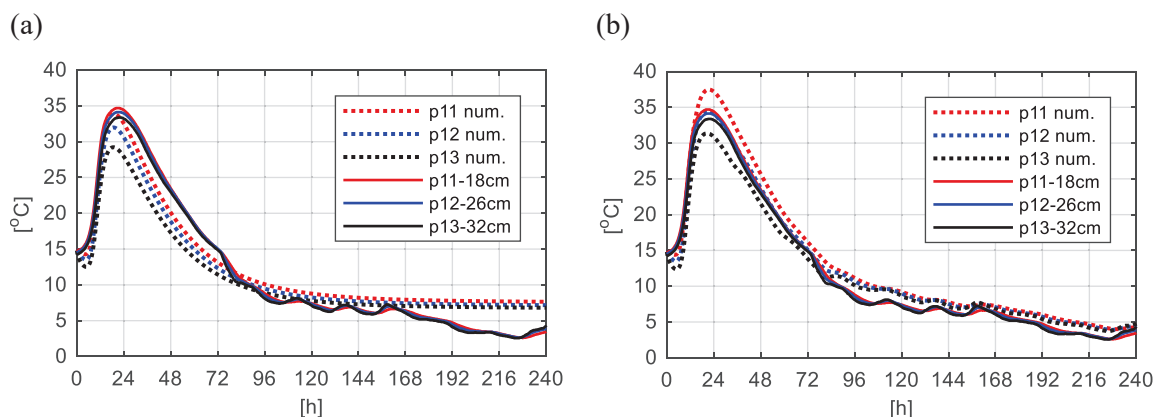 (a)
(b)
40
35
30
25
20
15
10
5
0
[°C]
p11 num.
p12 num.
p13 num.
p11-18cm
p12-26cm
p13-32cm
0 24 48 72 96 120 144 168 192 216 240
[h]
40
35
30
25
20
15
10
5
0
[°C]
p11 num.
p12 num.
p13 num.
p11-18cm
p12-26cm
p13-32cm
0 24 48 72 96 120 144 168 192 216 240
[h]